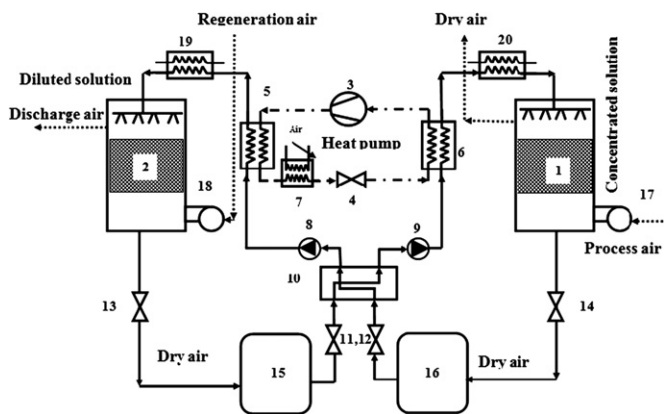 Regeneration air
Dry air
19
20
Diluted solution
5
3
Concentrated solution
Discharge air
Air
Heat pump
6
2
1
7
4
18
17
8
9
Process air
10
13
14
11,12
Dry air
Dry air
15
16